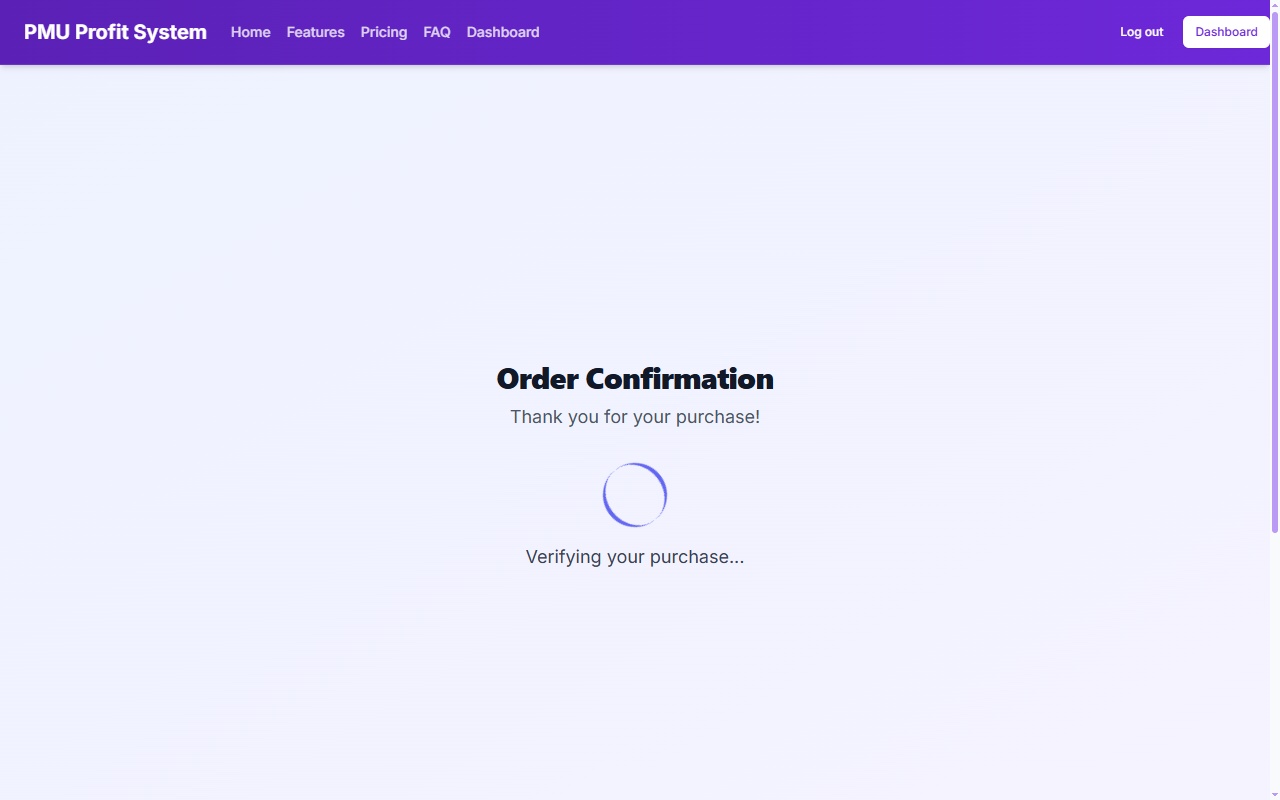 PMU Profit System Home Features Pricing FAQ Dashboard Log out Dashboard
Order Confirmation
Thank you for your purchase!
Verifying your purchase...